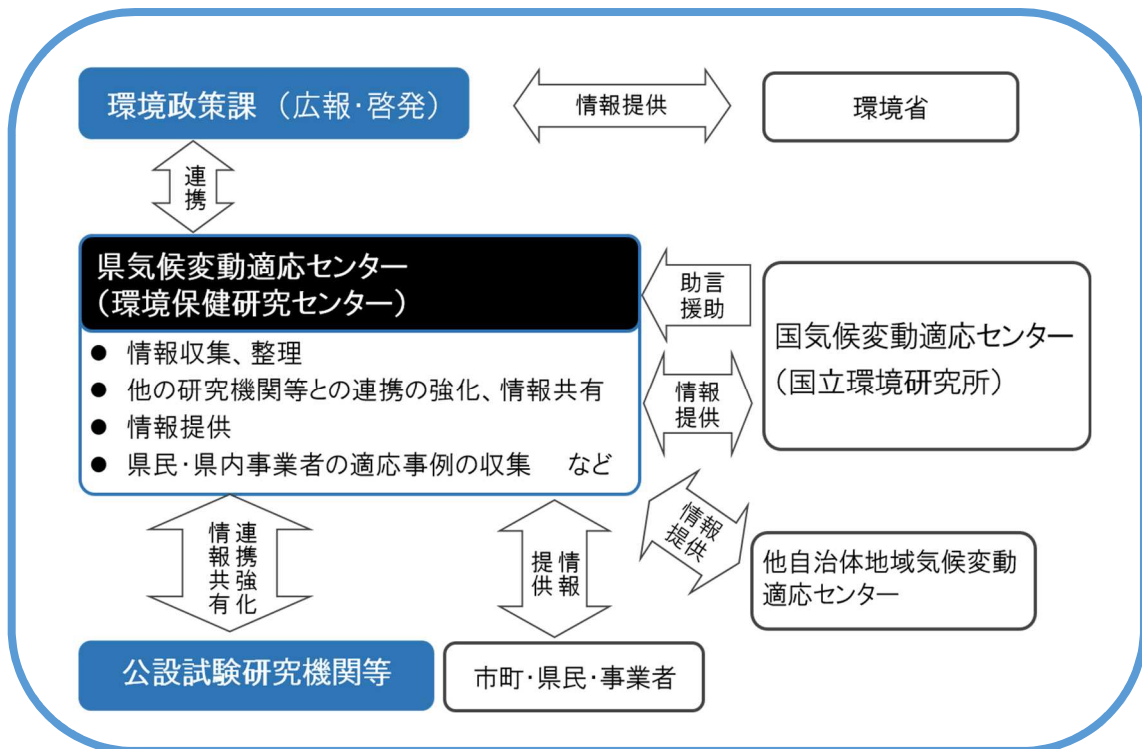 環境政策課（広報・啓発）
情報提供
環境省
連携
県気候変動適応センター
（環境保健研究センター）
● 情報収集、整理
● 他の研究機関等との連携の強化、情報共有
● 情報提供
● 県民・県内事業者の適応事例の収集　など
助言
援助
国気候変動適応センター
（国立環境研究所）
情報
提供
情報
提供
他自治体地域気候変動
適応センター
連携強化
情報共有
情報
提供
公設試験研究機関等
市町・県民・事業者